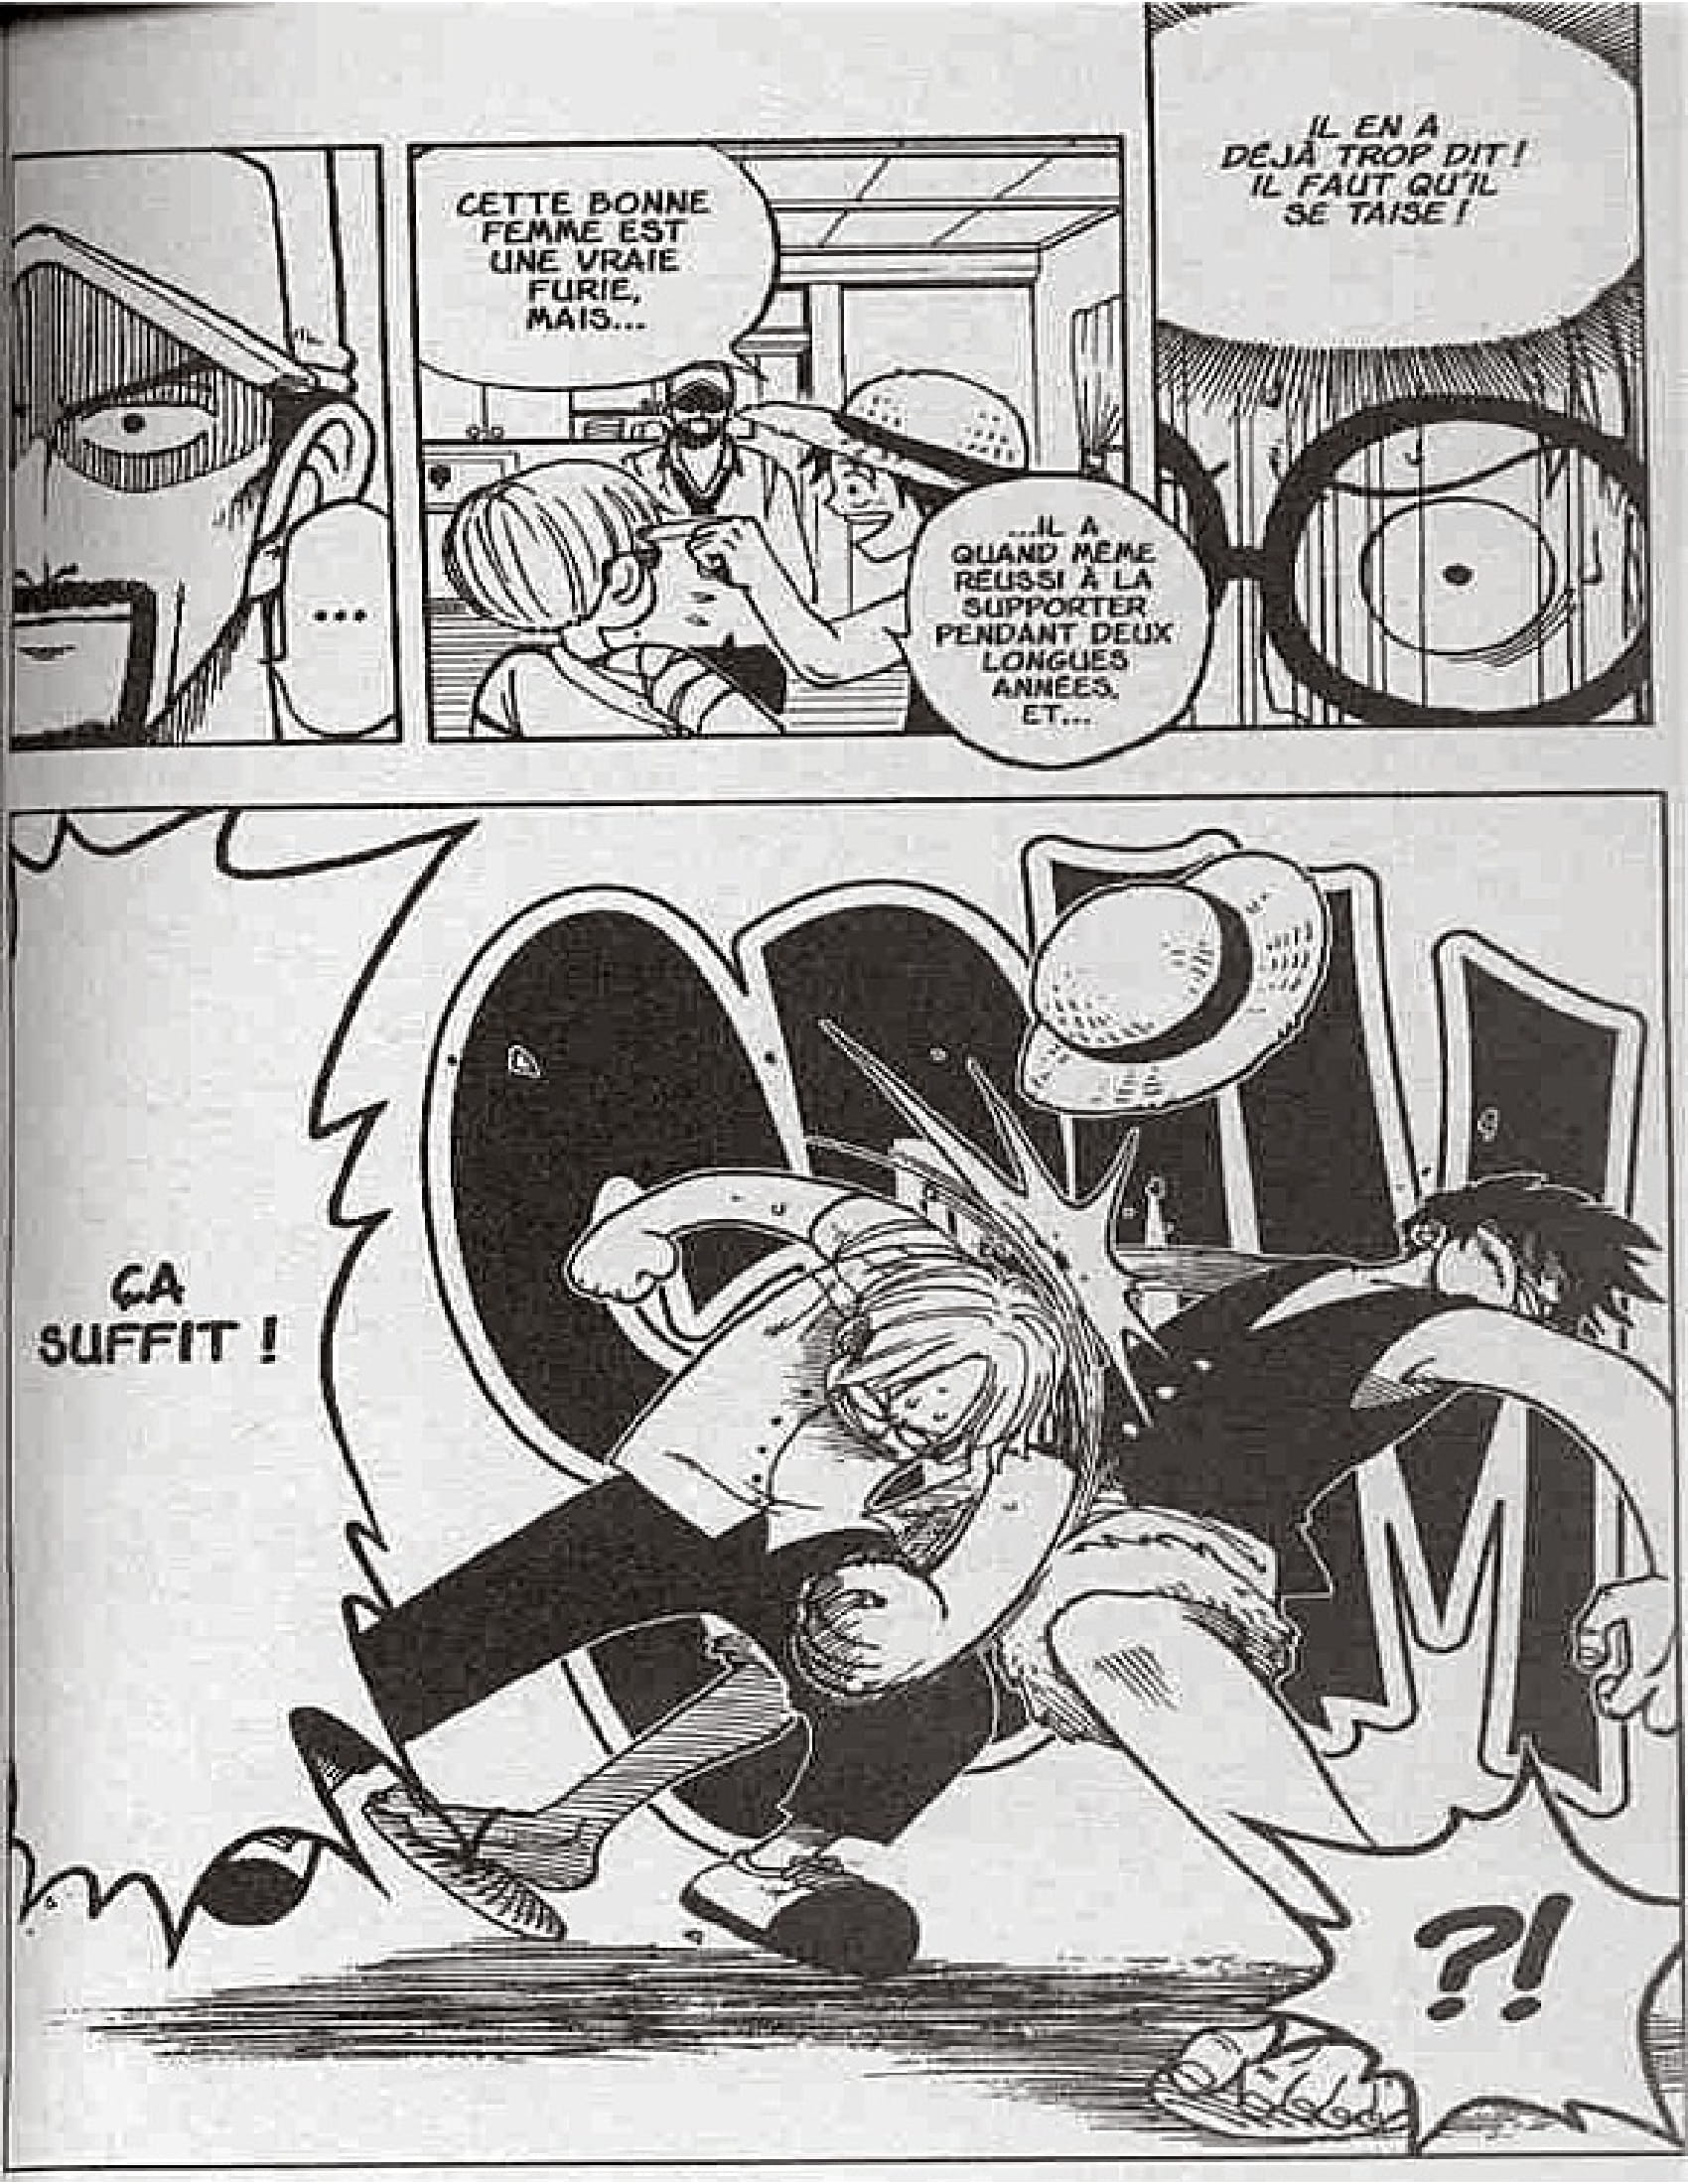 CETTE BONNE
FEMME EST
UNE VRAIE
FURIE,
MAIS...
...IL A
QUAND MÊME
RÉUSSI À LA
SUPPORTER
PENDANT DEUX
LONGUES
ANNÉES.
ET...
IL EN A
DÉJÀ TROP DIT !
IL FAUT QU'IL
SE TAISE !
...
ÇA
SUFFIT !
?!